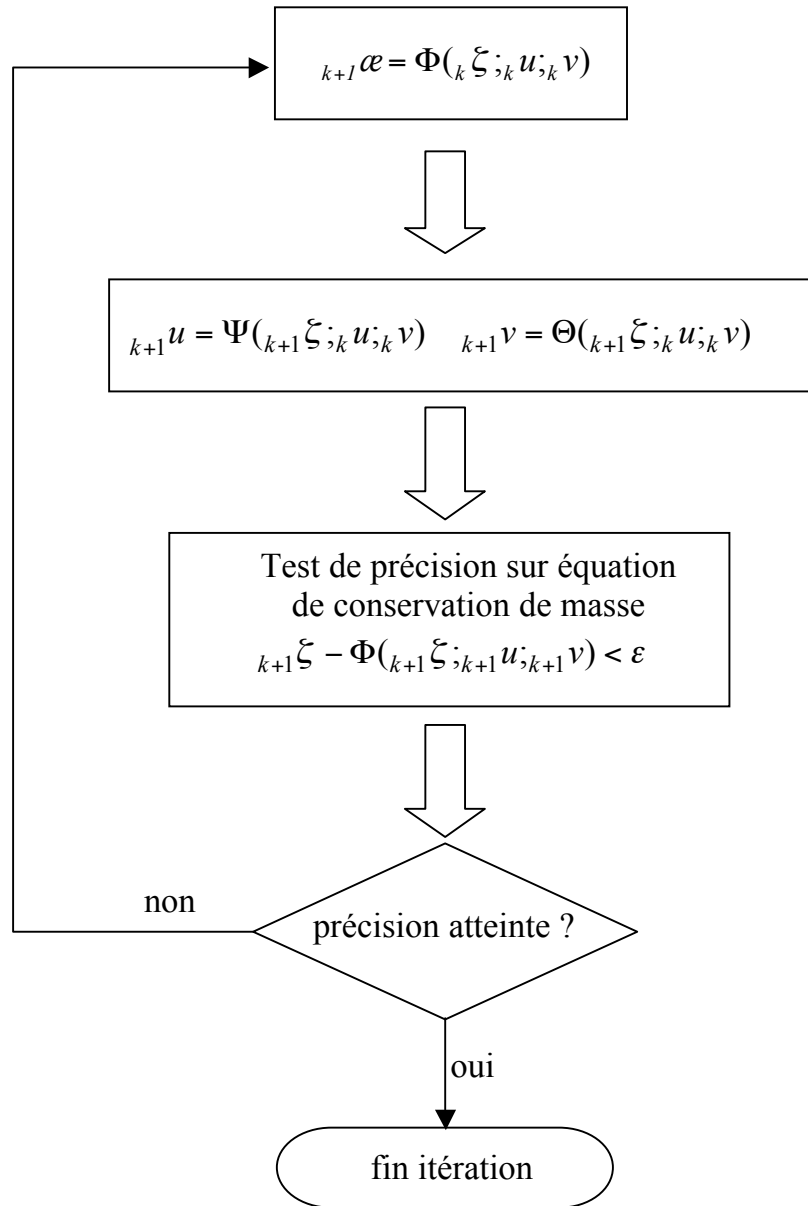 ₖ₊₁æ = Φ(ₖζ;ₖu;ₖv)
ₖ₊₁u = Ψ(ₖ₊₁ζ;ₖu;ₖv) ₖ₊₁v = Θ(ₖ₊₁ζ;ₖu;ₖv)
Test de précision sur équation
de conservation de masse
ₖ₊₁ζ − Φ(ₖ₊₁ζ;ₖ₊₁u;ₖ₊₁v) < ε
non
précision atteinte ?
oui
fin itération